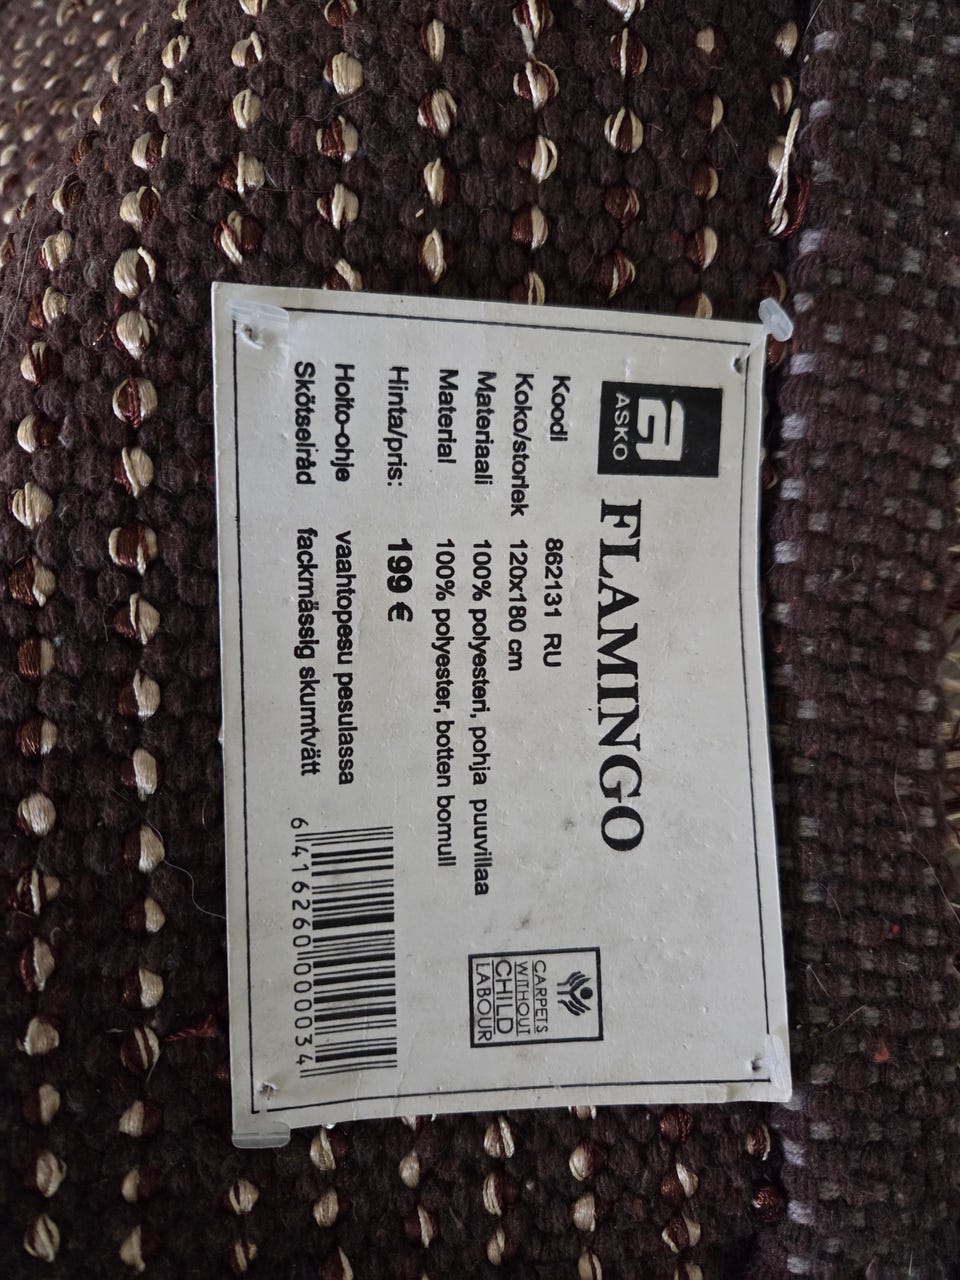 ASKO
FLAMINGO
Koodi 862131 RU
Koko/storlek 120x180 cm
Materiaali 100% polyesteri, pohja puuvillaa
Material 100% polyester, botten bomull
Hinta/pris: 199 €
Hoito-ohje vaahtopesu pesulassa
Skötselråd fackmässig skumtvätt
CARPETS
WITHOUT
CHILD
LABOUR
6416260000034